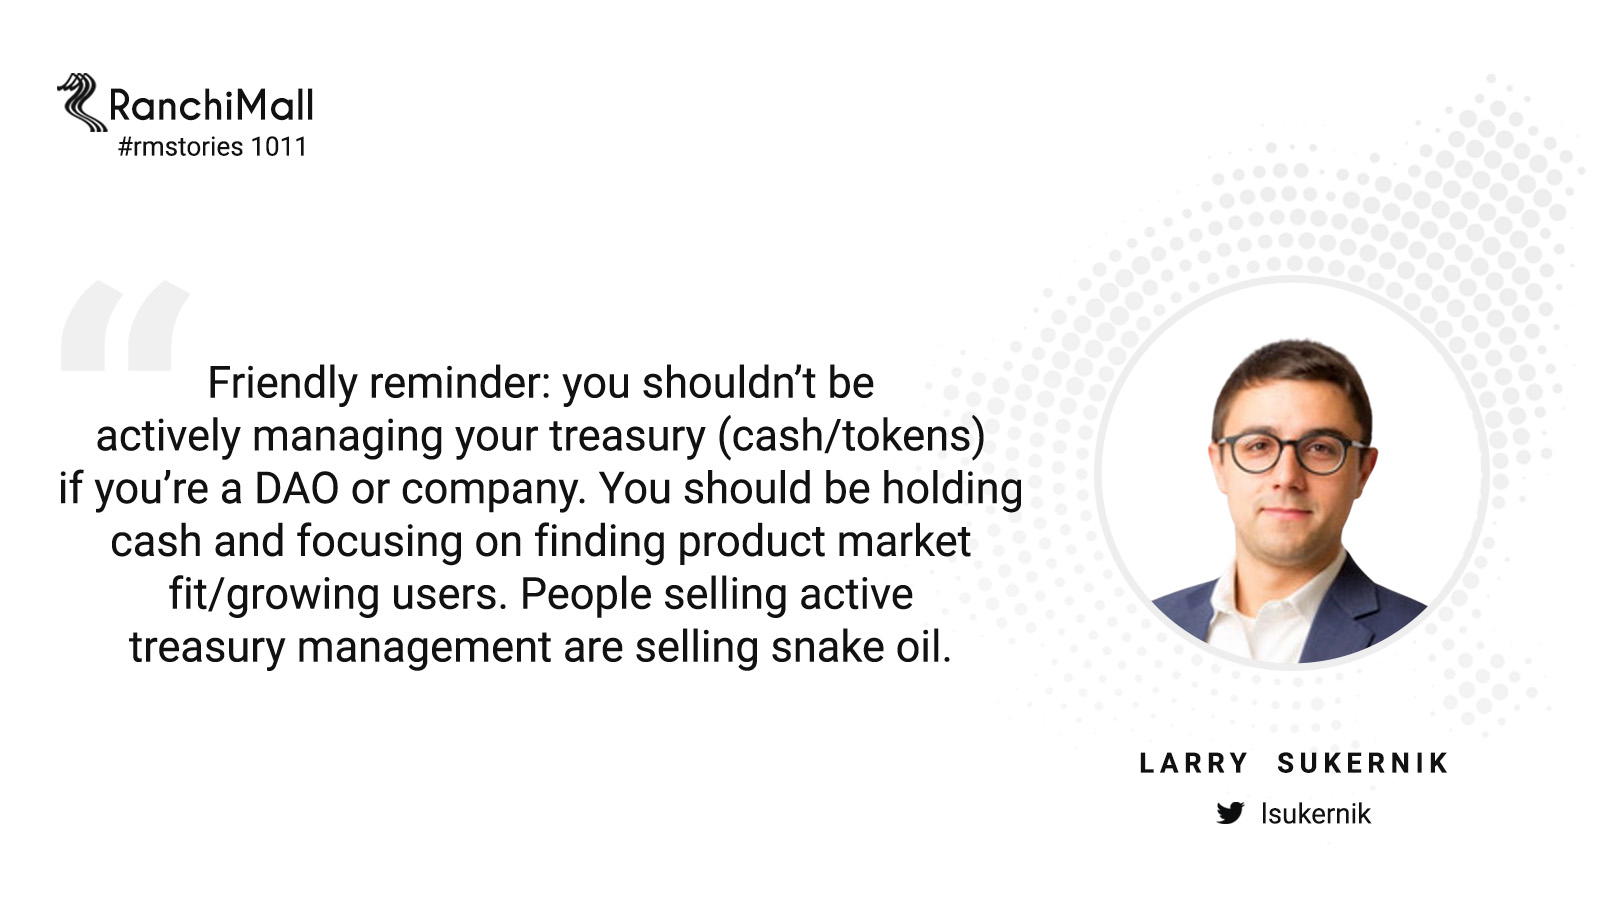 RanchiMall
#rmstories 1011
Friendly reminder: you shouldn’t be
actively managing your treasury (cash/tokens)
if you’re a DAO or company. You should be holding
cash and focusing on finding product market
fit/growing users. People selling active
treasury management are selling snake oil.
LARRY SUKERNIK
lsukernik